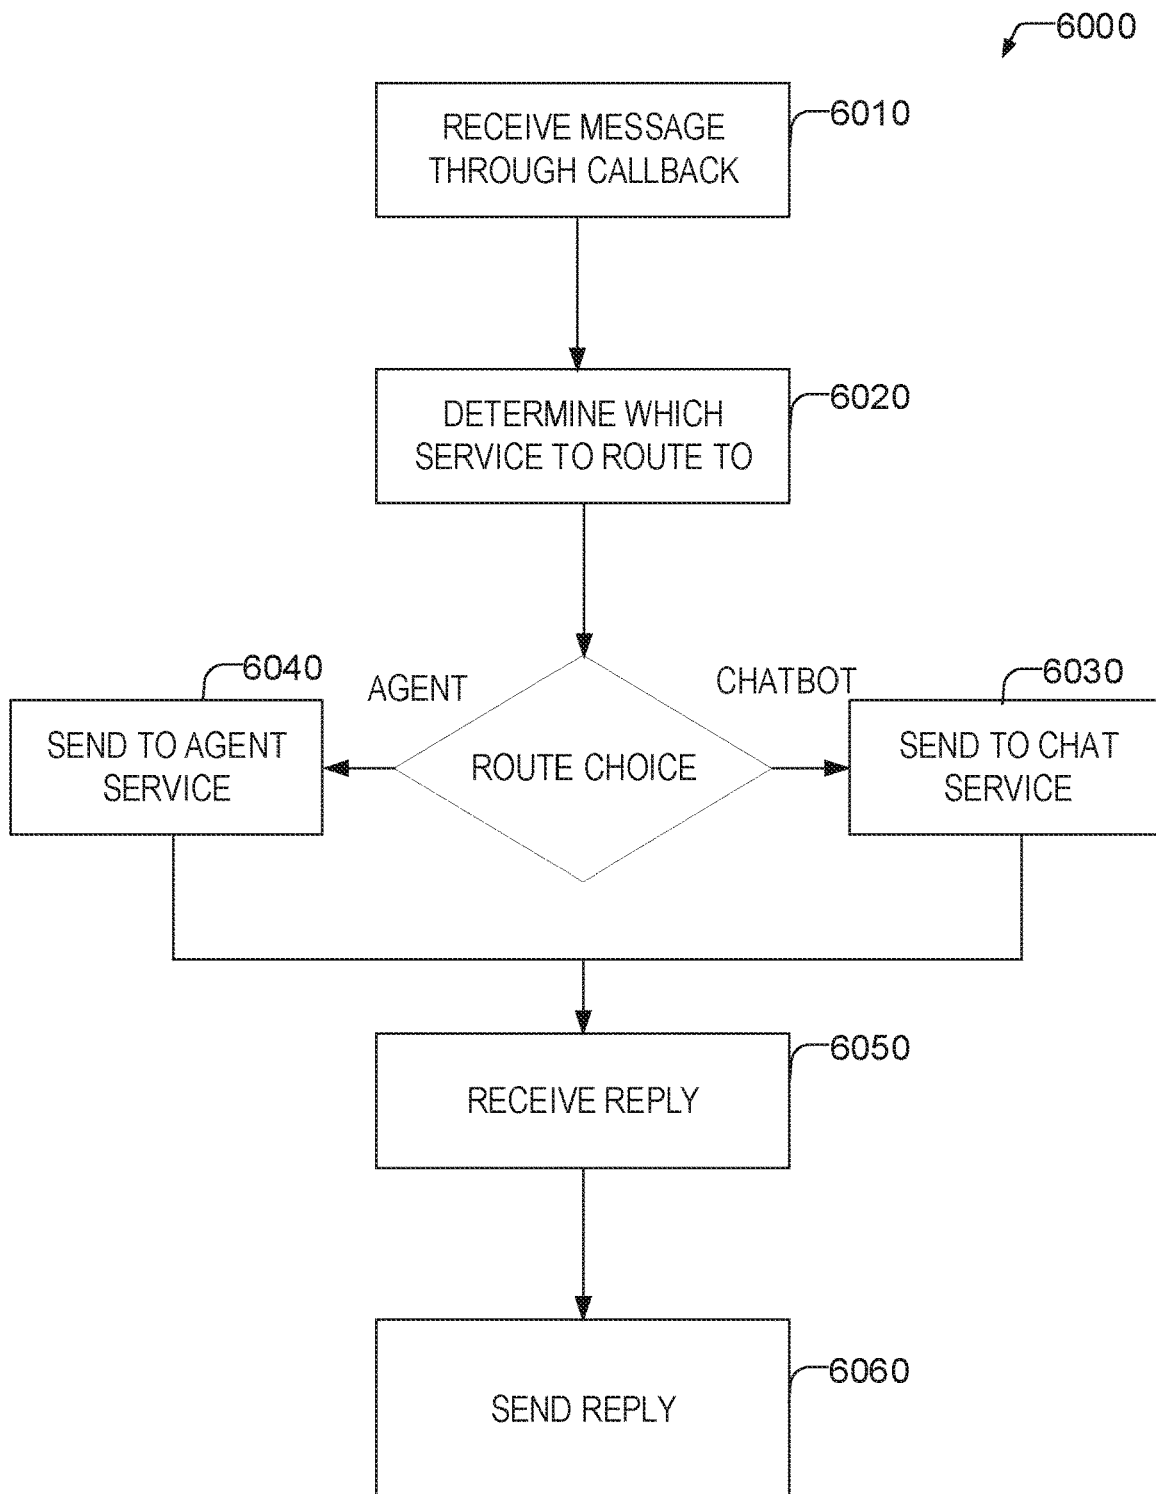 6000
RECEIVE MESSAGE
THROUGH CALLBACK
6010
DETERMINE WHICH
SERVICE TO ROUTE TO
6020
AGENT
CHATBOT
ROUTE CHOICE
6040
SEND TO AGENT
SERVICE
6030
SEND TO CHAT
SERVICE
RECEIVE REPLY
6050
SEND REPLY
6060